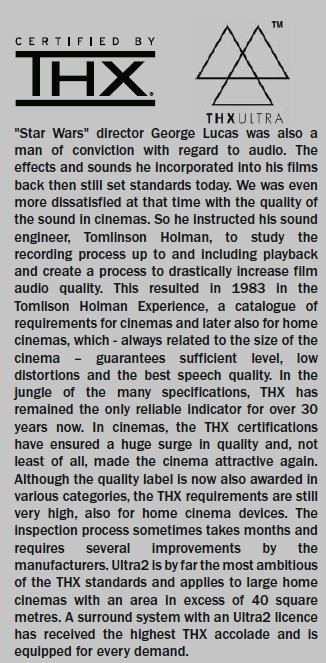 CERTIFIED BY
THX.
TM
THX ULTRA
"Star Wars" director George Lucas was also a
man of conviction with regard to audio. The
effects and sounds he incorporated into his films
back then still set standards today. We was even
more dissatisfied at that time with the quality of
the sound in cinemas. So he instructed his sound
engineer, Tomlinson Holman, to study the
recording process up to and including playback
and create a process to drastically increase film
audio quality. This resulted in 1983 in the
Tomlison Holman Experience, a catalogue of
requirements for cinemas and later also for home
cinemas, which - always related to the size of the
cinema – guarantees sufficient level, low
distortions and the best speech quality. In the
jungle of the many specifications, THX has
remained the only reliable indicator for over 30
years now. In cinemas, the THX certifications
have ensured a huge surge in quality and, not
least of all, made the cinema attractive again.
Although the quality label is now also awarded in
various categories, the THX requirements are still
very high, also for home cinema devices. The
inspection process sometimes takes months and
requires several improvements by the
manufacturers. Ultra2 is by far the most ambitious
of the THX standards and applies to large home
cinemas with an area in excess of 40 square
metres. A surround system with an Ultra2 licence
has received the highest THX accolade and is
equipped for every demand.